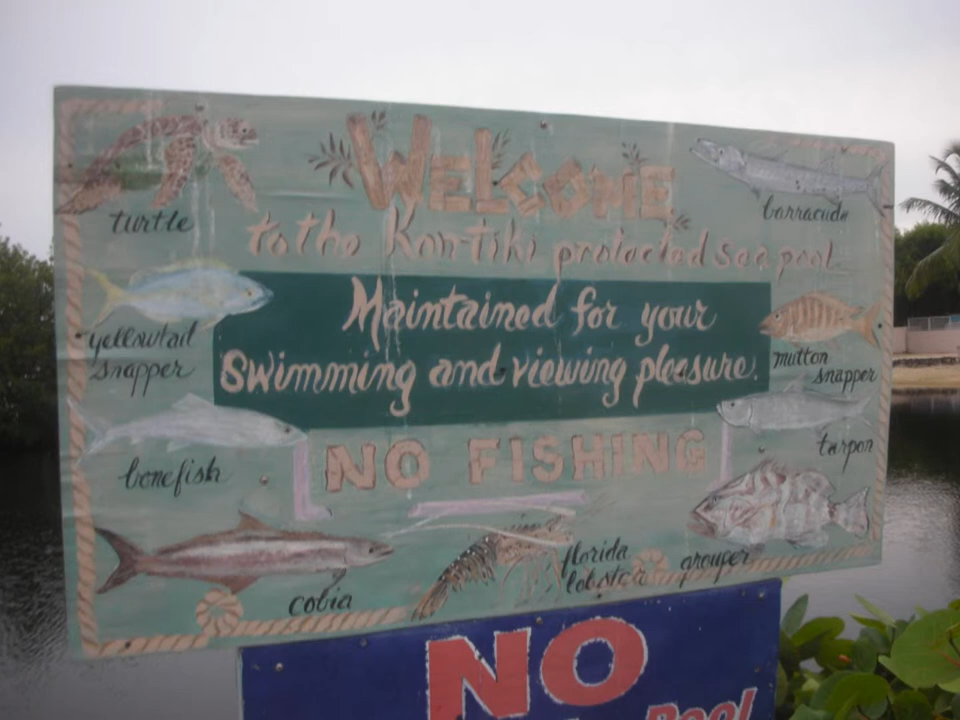 WELCOME
turtle
barracuda
to the Kon-Tiki protected sea pool
Maintained for your
yellowtail
snapper
Swimming and viewing pleasure.
mutton
snapper
NO FISHING
bonefish
tarpon
florida
lobster
grouper
cobia
NO
Pool